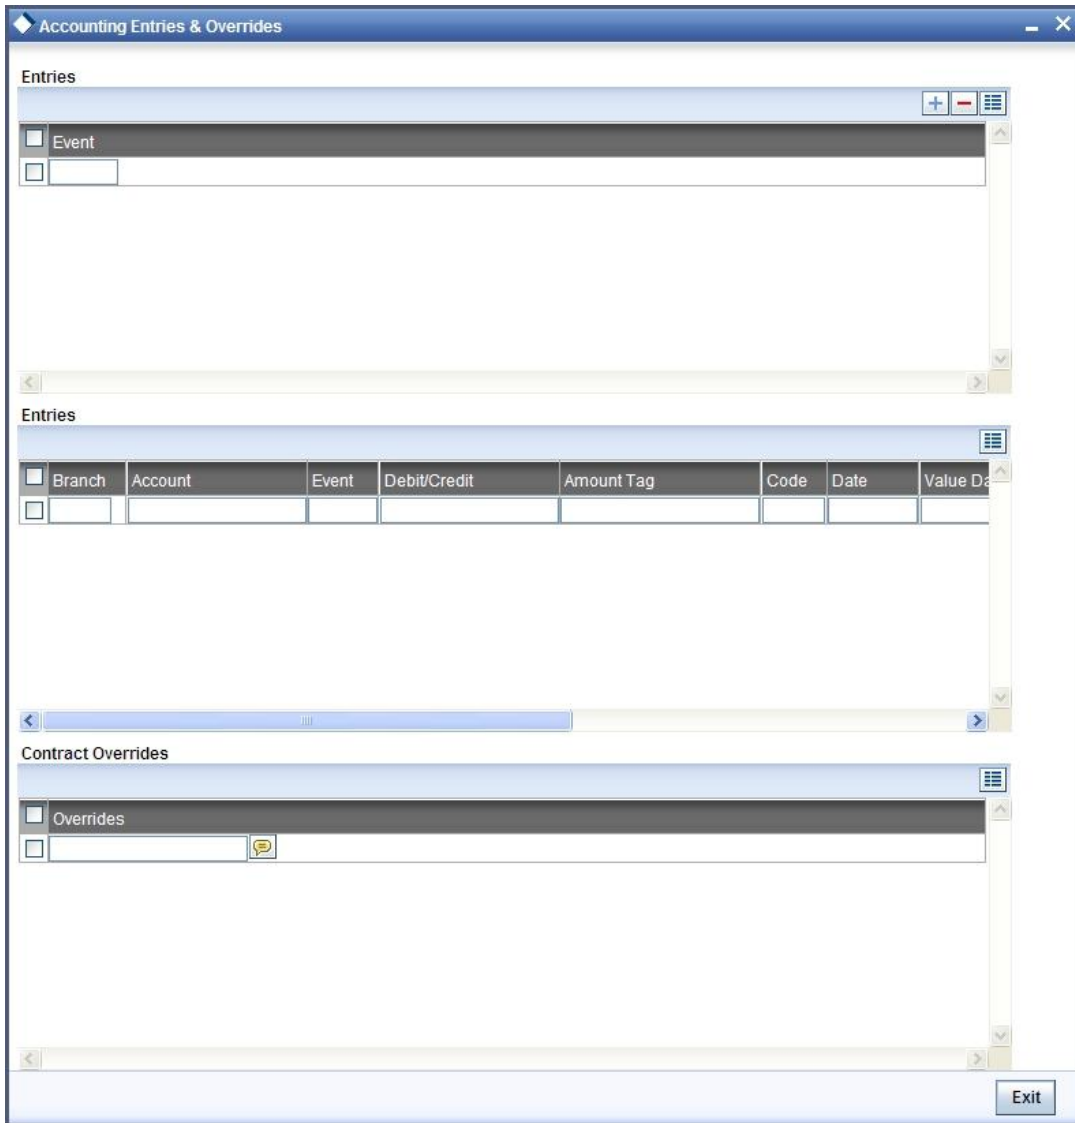 Accounting Entries & Overrides
Entries
Event
Entries
Branch Account Event Debit/Credit Amount Tag Code Date Value Da
Contract Overrides
Overrides
Exit